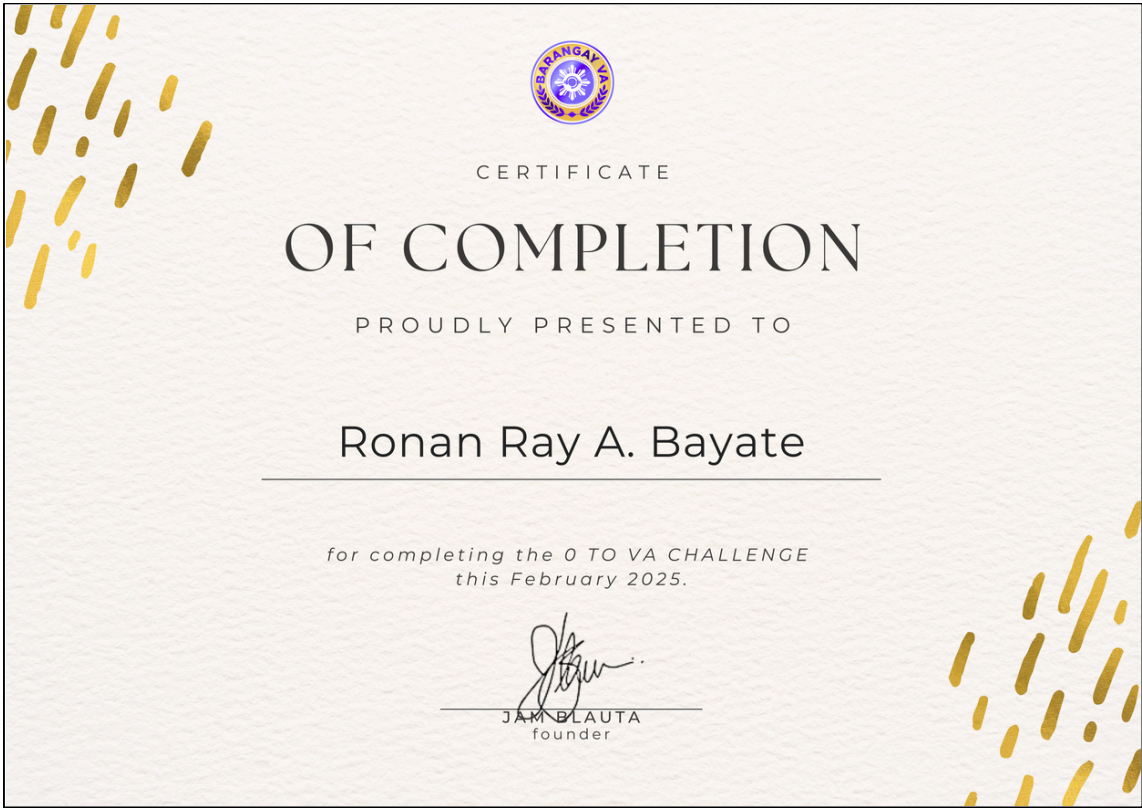 BARANGAY VA
CERTIFICATE
OF COMPLETION
PROUDLY PRESENTED TO
Ronan Ray A. Bayate
for completing the 0 TO VA CHALLENGE
this February 2025.
JAM BLAUTA
founder